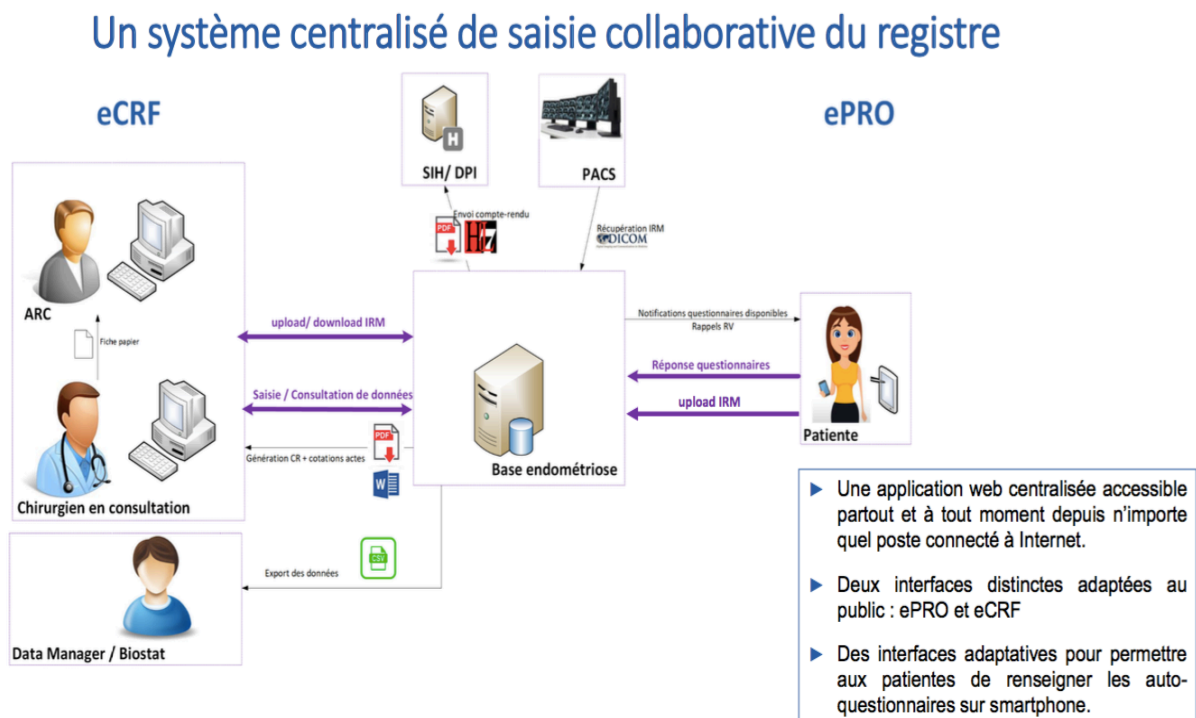 Un système centralisé de saisie collaborative du registre
eCRF
ePRO
H
SIH/ DPI
PACS
Envoi compte-rendu
PDF
HL7
Récupération IRM
DICOM
ARC
Fiche papier
Chirurgien en consultation
upload/ download IRM
Saisie / Consultation de données
PDF
Génération CR + cotations actes
W
Base endométriose
Notifications questionnaires disponibles
Rappels RV
Réponse questionnaires
upload IRM
Patiente
CSV
Export des données
Data Manager / Biostat
Une application web centralisée accessible
partout et à tout moment depuis n’importe
quel poste connecté à Internet.
Deux interfaces distinctes adaptées au
public : ePRO et eCRF
Des interfaces adaptatives pour permettre
aux patientes de renseigner les auto-
questionnaires sur smartphone.